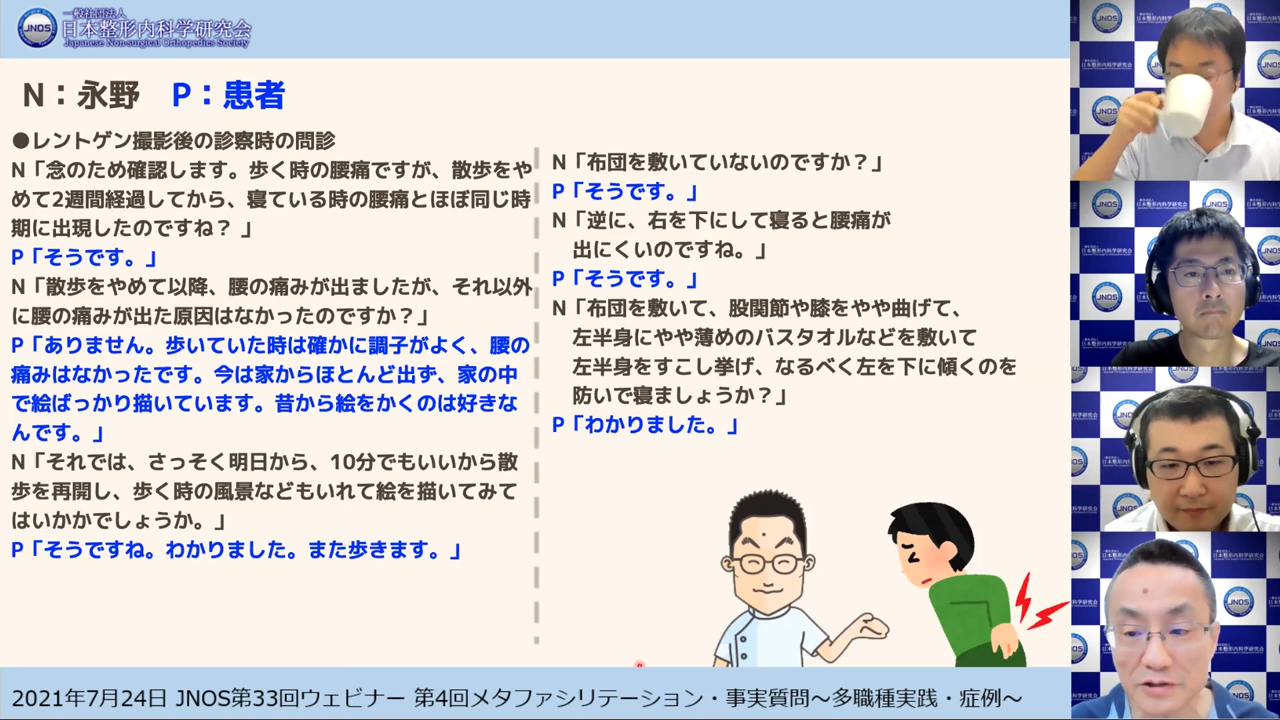 一般社団法人
日本整形内科学研究会
Japanese Non-surgical Orthopedics Society
JNOS
N：永野　P：患者
●レントゲン撮影後の診察時の問診
N「念のため確認します。歩く時の腰痛ですが、散歩をや
めて2週間経過してから、寝ている時の腰痛とほぼ同じ時
期に出現したのですね？ 」
P「そうです。」
N「散歩をやめて以降、腰の痛みが出ましたが、それ以外
に腰の痛みが出た原因はなかったのですか？」
P「ありません。歩いていた時は確かに調子がよく、腰の
痛みはなかったです。今は家からほとんど出ず、家の中
で絵ばっかり描いています。昔から絵をかくのは好きな
んです。」
N「それでは、さっそく明日から、10分でもいいから散
歩を再開し、歩く時の風景などもいれて絵を描いてみて
はいかかでしょうか。」
P「そうですね。わかりました。また歩きます。」
N「布団を敷いていないのですか？」
P「そうです。」
N「逆に、右を下にして寝ると腰痛が
出にくいのですね。」
P「そうです。」
N「布団を敷いて、股関節や膝をやや曲げて、
左半身にやや薄めのバスタオルなどを敷いて
左半身をすこし挙げ、なるべく左を下に傾くのを
防いで寝ましょうか？」
P「わかりました。」
2021年7月24日 JNOS第33回ウェビナー 第4回メタファシリテーション・事実質問～多職種実践・症例～